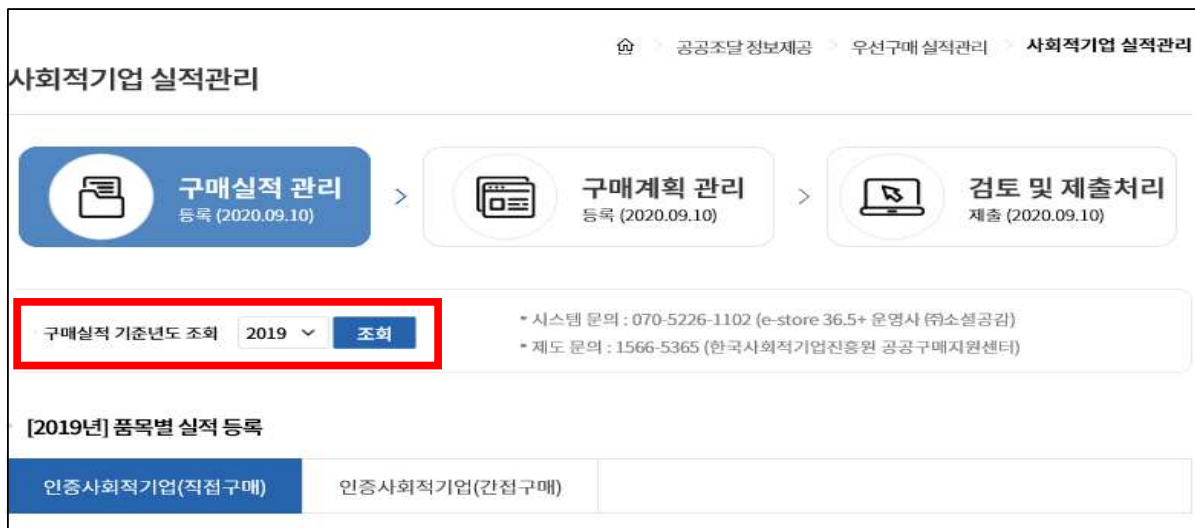 공공조달 정보제공 우선구매 실적관리 사회적기업 실적관리
사회적기업 실적관리
구매실적 관리
등록 (2020.09.10)
>
구매계획 관리
등록 (2020.09.10)
>
검토 및 제출처리
제출 (2020.09.10)
구매실적 기준년도 조회 2019 조회
* 시스템 문의 : 070-5226-1102 (e-store 36.5+ 운영사 ㈜소셜공감)
* 제도 문의 : 1566-5365 (한국사회적기업진흥원 공공구매지원센터)
[2019년] 품목별 실적 등록
인증사회적기업(직접구매) 인증사회적기업(간접구매)